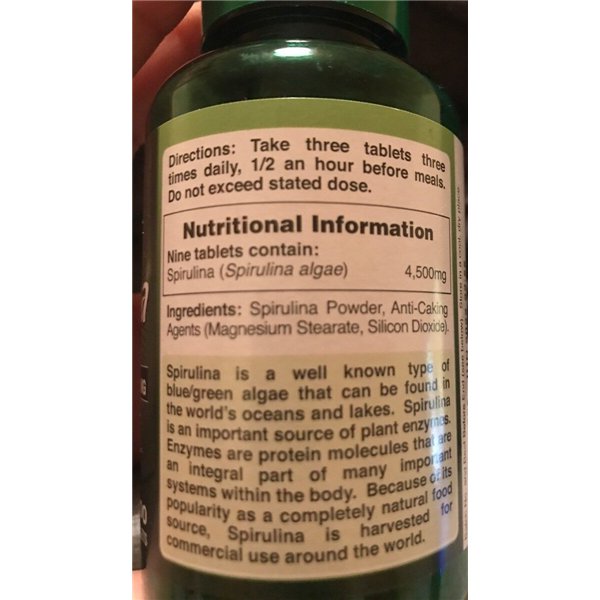 Directions: Take three tablets three
times daily, 1/2 an hour before meals.
Do not exceed stated dose.
Nutritional Information
Nine tablets contain:
Spirulina (Spirulina algae) 4,500mg
Ingredients: Spirulina Powder, Anti-Caking
Agents (Magnesium Stearate, Silicon Dioxide).
Spirulina is a well known type of
blue/green algae that can be found in
the world's oceans and lakes. Spirulina
is an important source of plant enzymes.
Enzymes are protein molecules that are
an integral part of many important
systems within the body. Because of its
popularity as a completely natural food
source, Spirulina is harvested for
commercial use around the world.